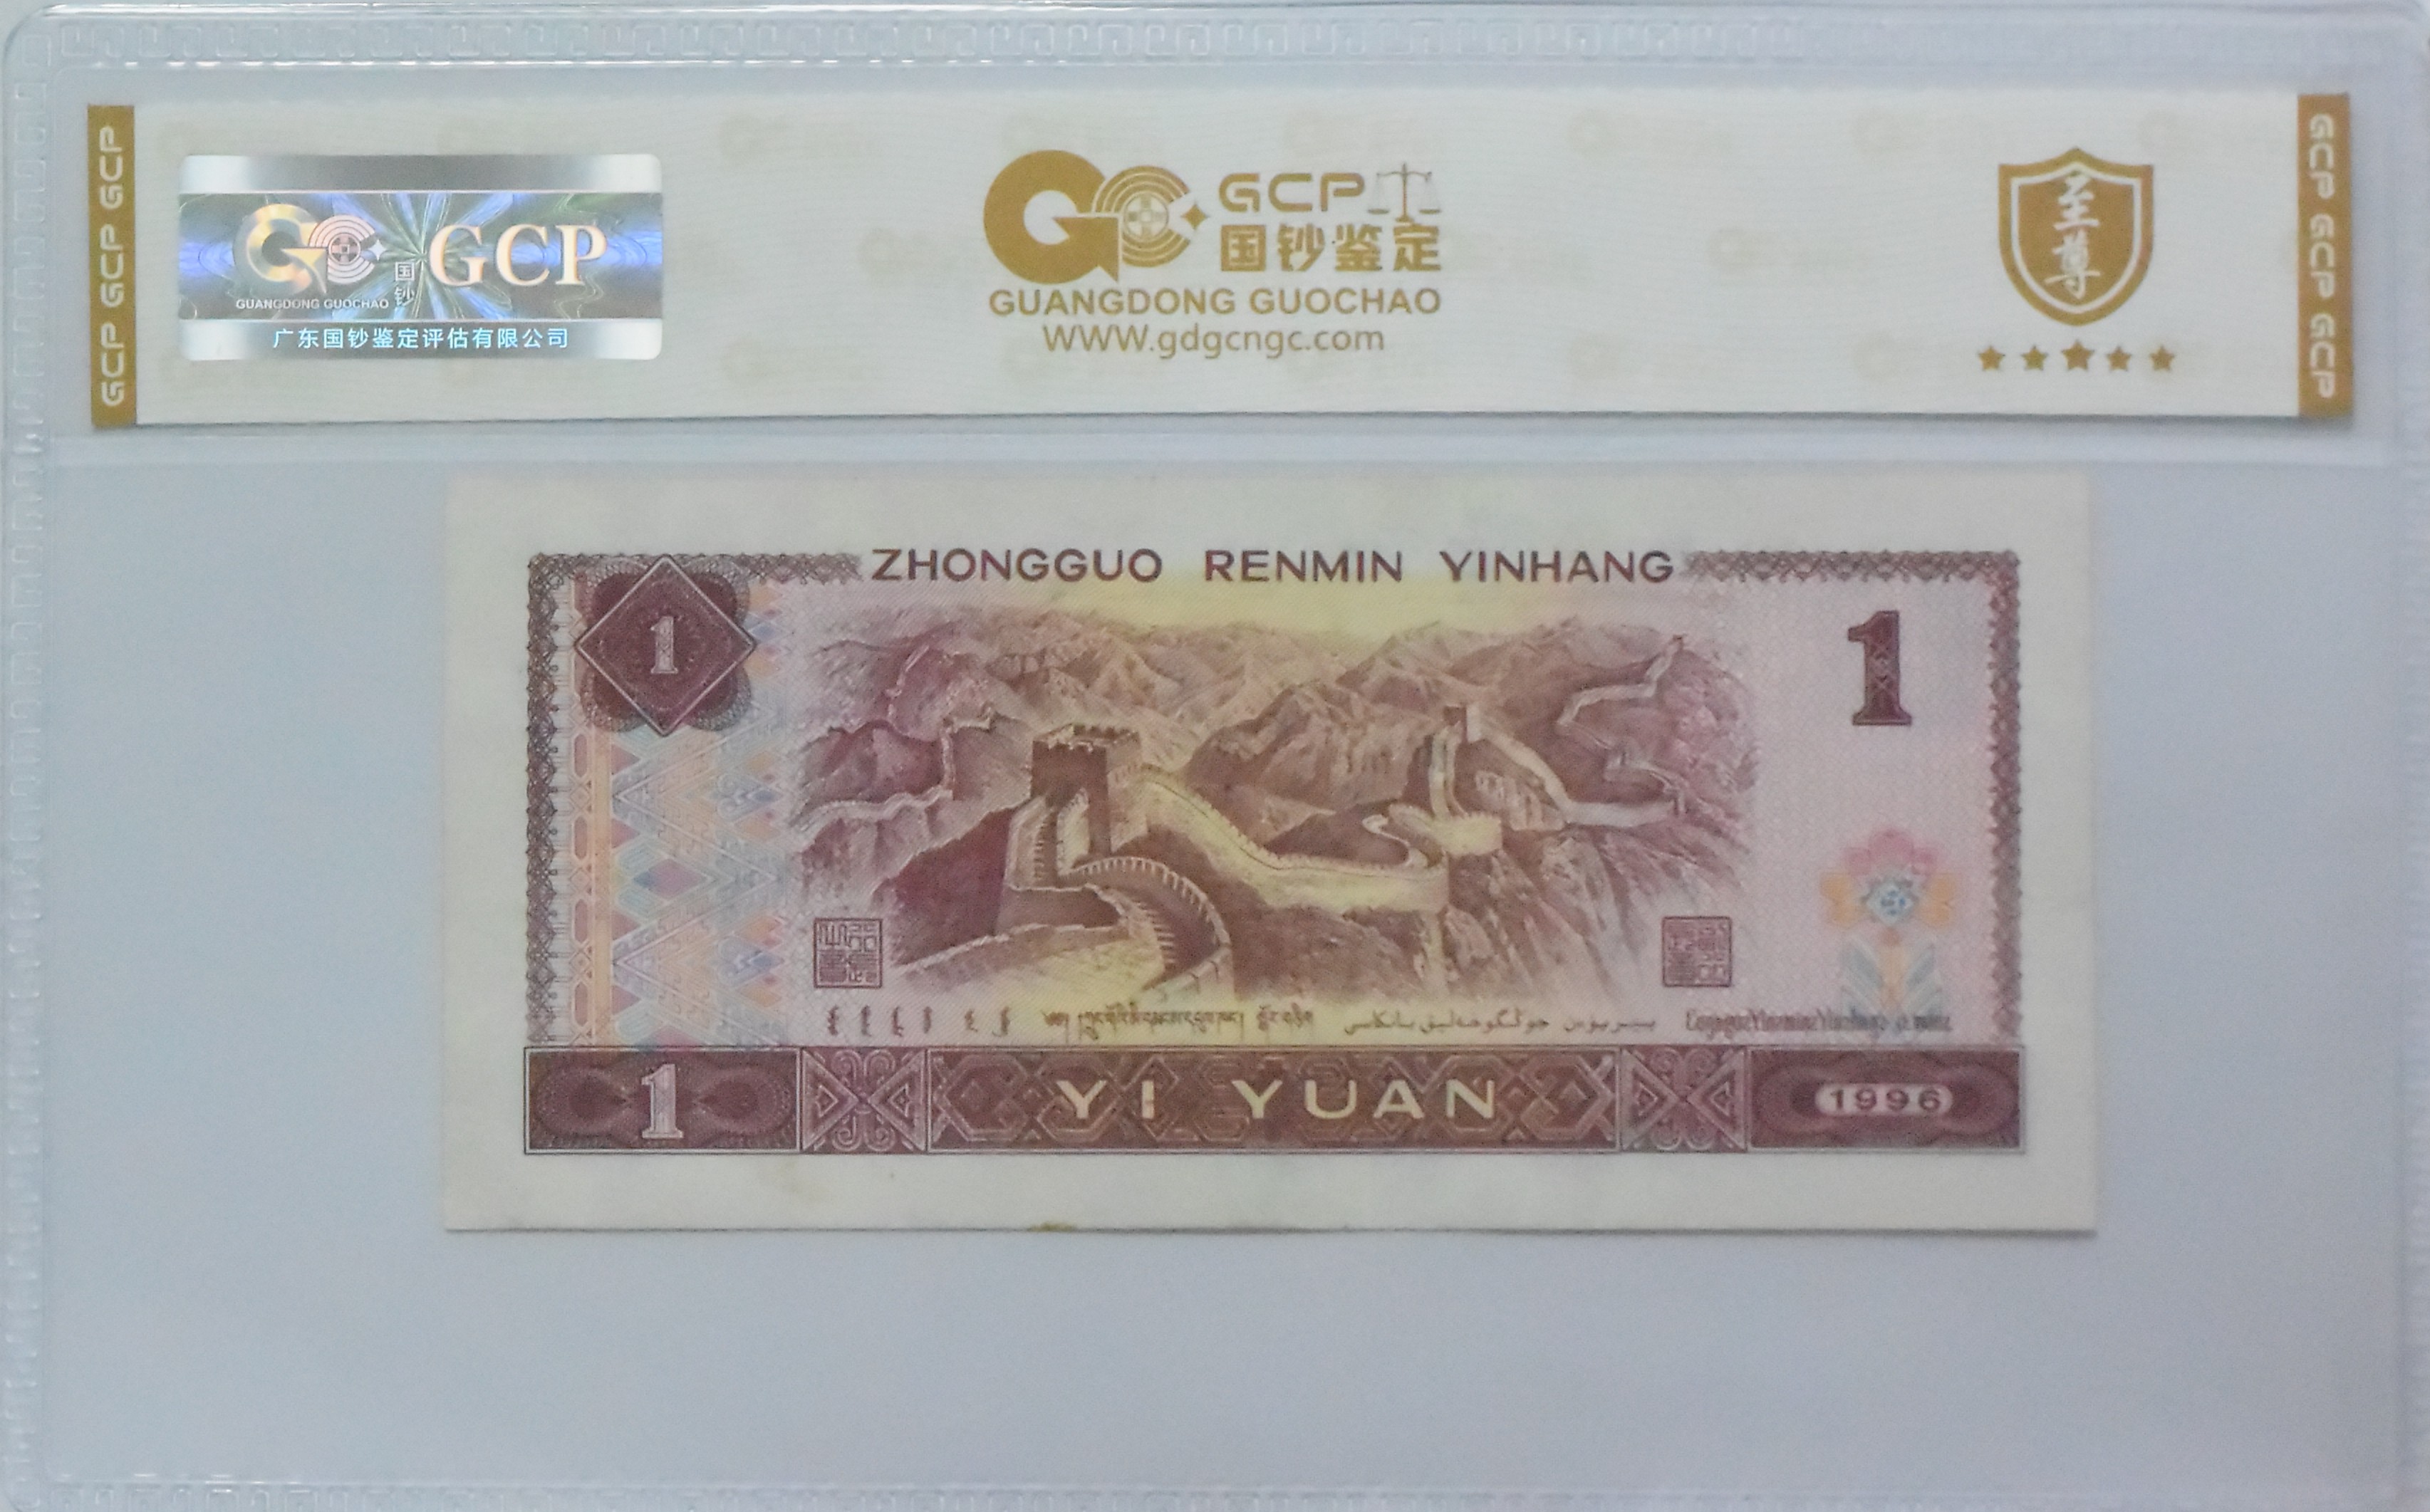 GCP GCP GCP
GUANGDONG GUOCHAO
国钞
GCP
广东国钞鉴定评估有限公司
GCP
国钞鉴定
GUANGDONG GUOCHAO
WWW.gdgcngc.com
至尊
GCP GCP GCP
ZHONGGUO RENMIN YINHANG
1
1
1
YI YUAN
1996